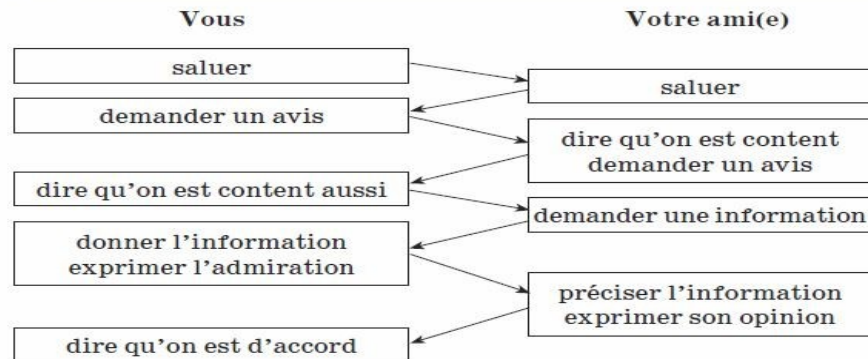 Vous
Votre ami(e)
saluer
saluer
demander un avis
dire qu'on est content
demander un avis
dire qu'on est content aussi
demander une information
donner l'information
exprimer l'admiration
préciser l'information
exprimer son opinion
dire qu'on est d'accord